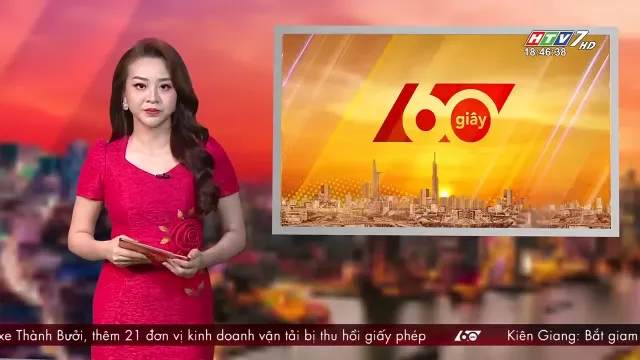 HTV7 HD
18:46:38
60 giây
xe Thành Bưởi, thêm 21 đơn vị kinh doanh vận tải bị thu hồi giấy phép 60 Kiên Giang: Bắt giam